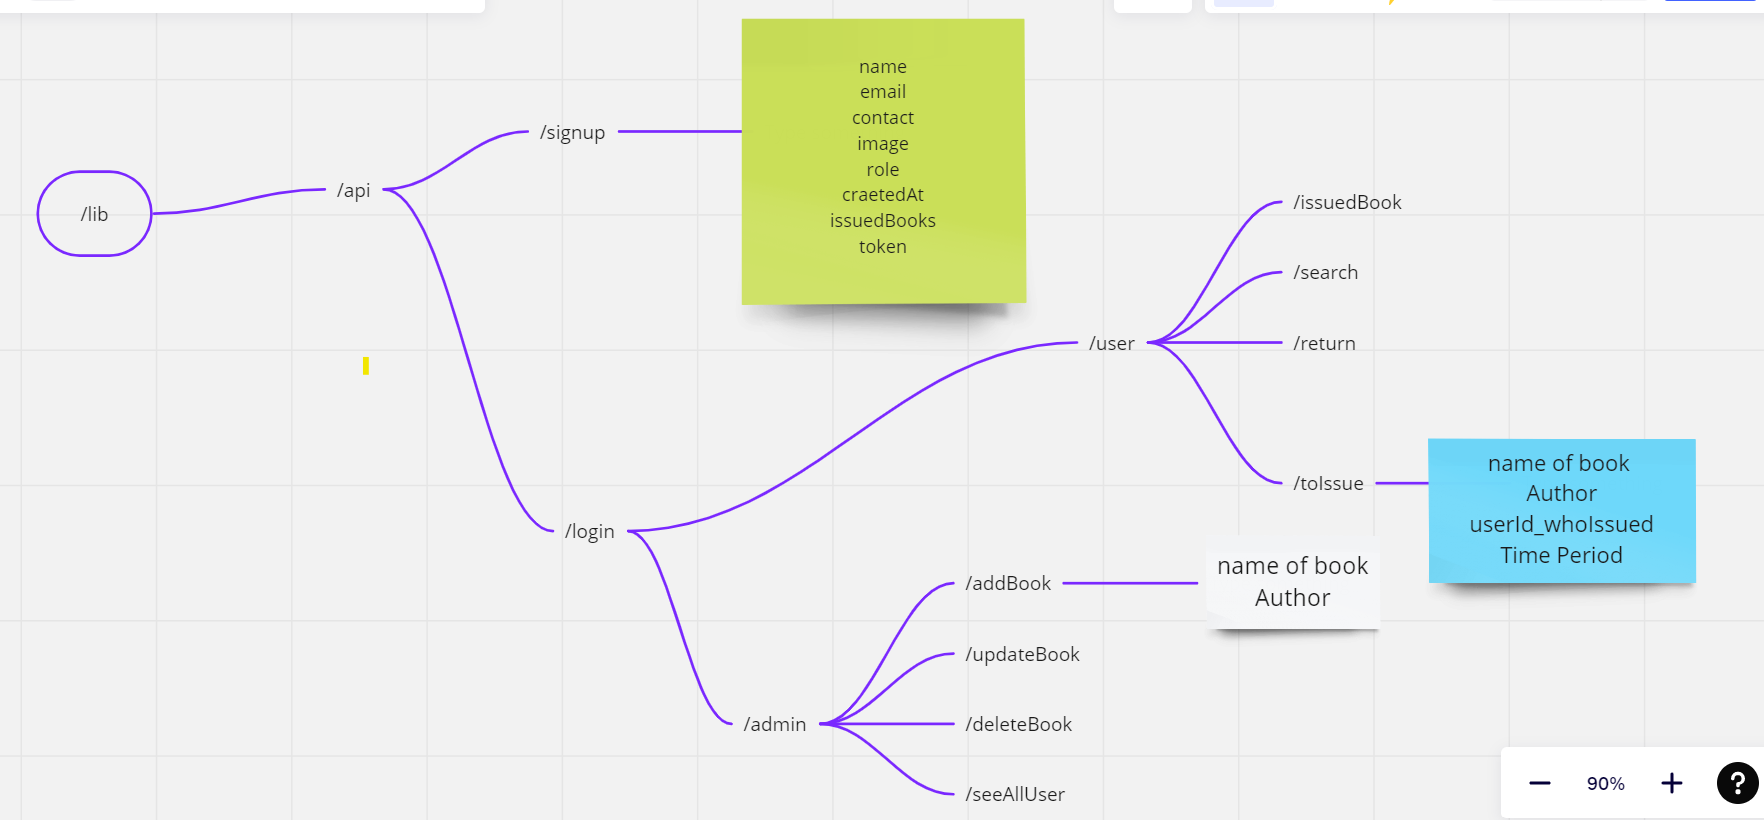 /lib
/api
/signup
name
email
contact
image
role
craetedAt
issuedBooks
token
/login
/user
/issuedBook
/search
/return
/toIssue
name of book
Author
userId_whoIssued
Time Period
/admin
/addBook
name of book
Author
/updateBook
/deleteBook
/seeAllUser
90%
?